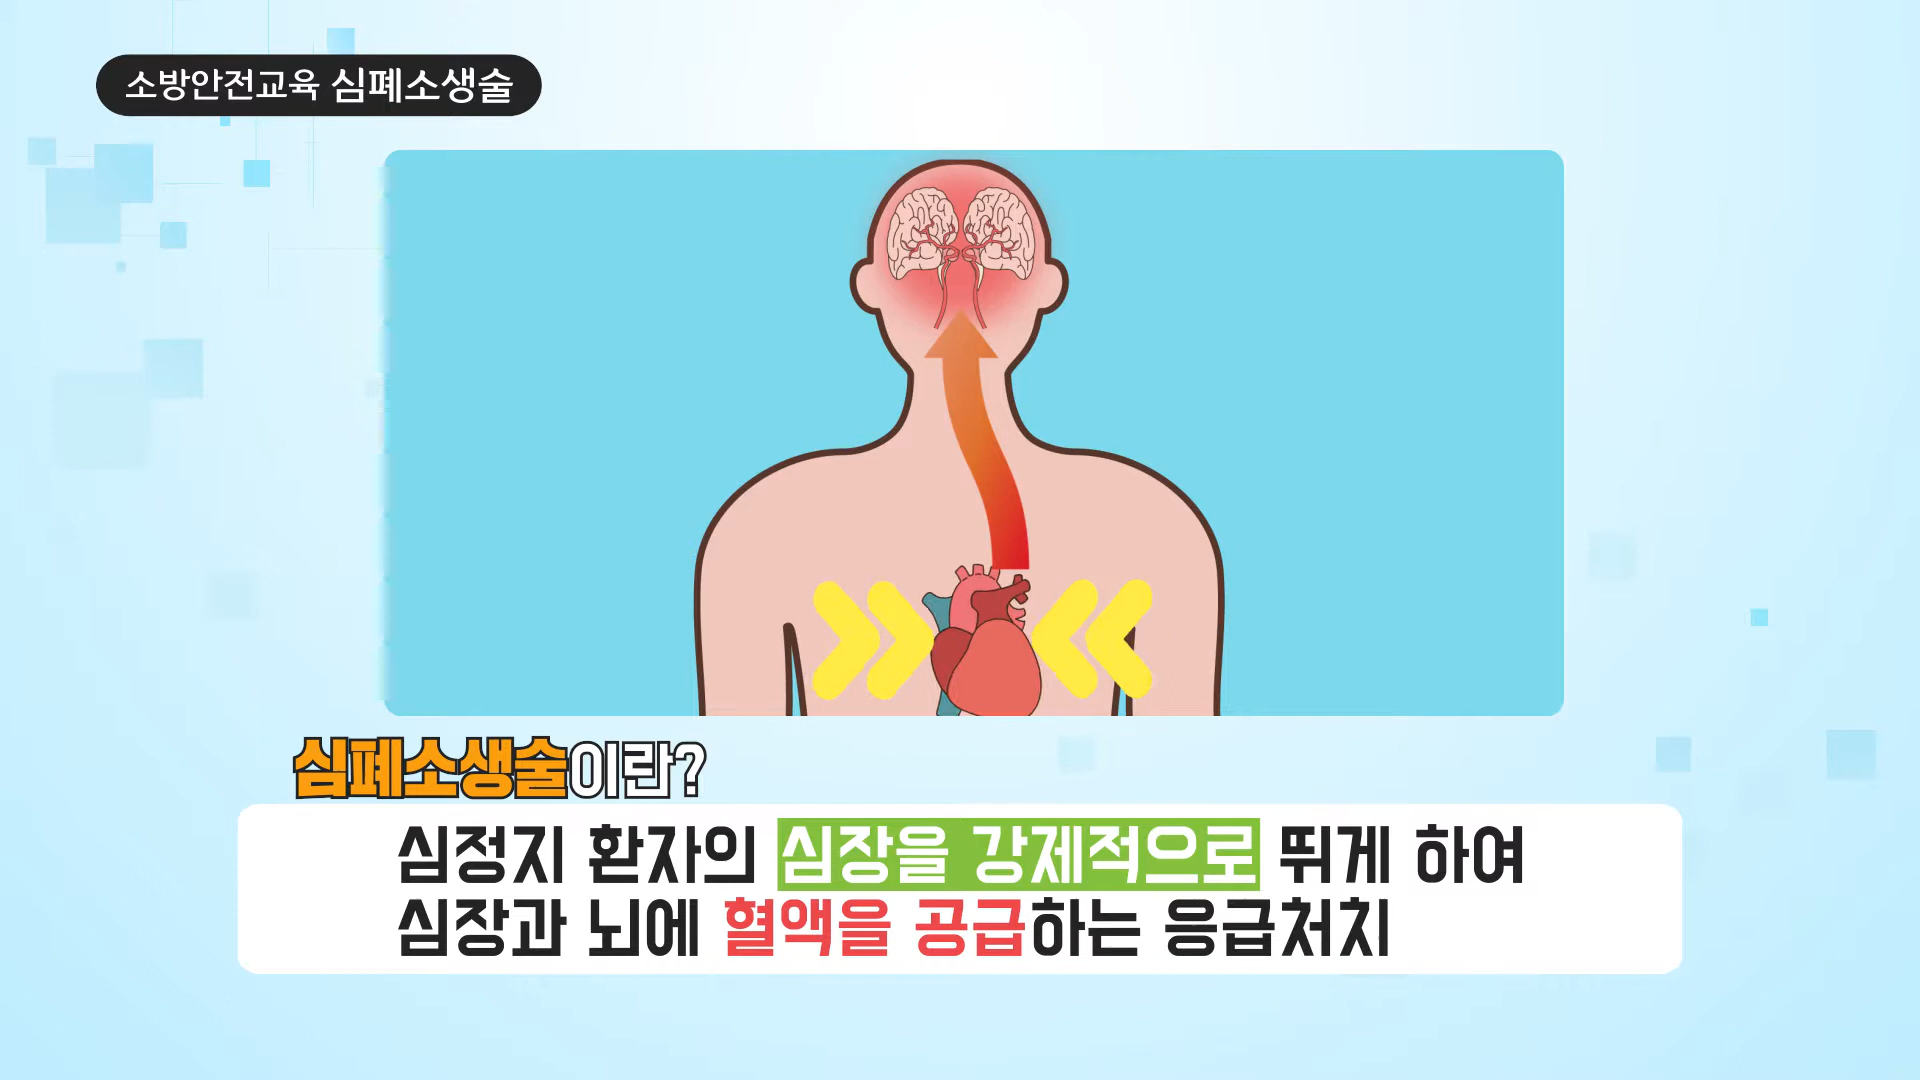 소방안전교육 심폐소생술
심폐소생술이란?
심정지 환자의 심장을 강제적으로 뛰게 하여
심장과 뇌에 혈액을 공급하는 응급처치